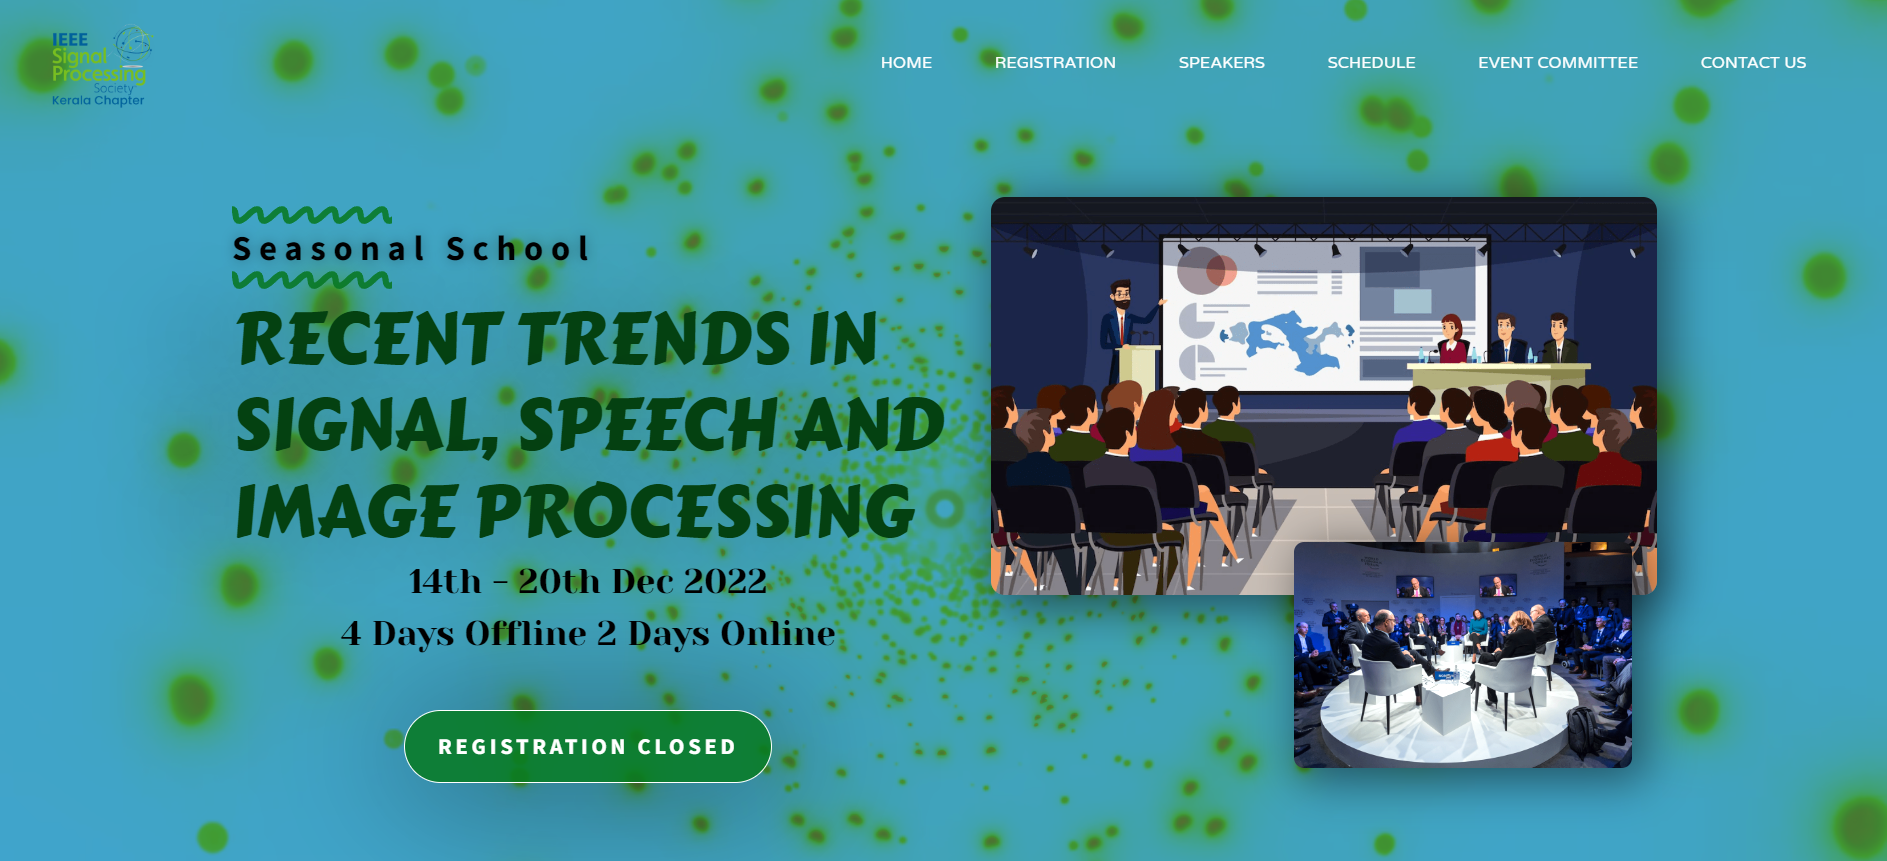 IEEE
Signal
Processing
Society
Kerala Chapter
HOME
REGISTRATION
SPEAKERS
SCHEDULE
EVENT COMMITTEE
CONTACT US
Seasonal School
RECENT TRENDS IN
SIGNAL, SPEECH AND
IMAGE PROCESSING
14th - 20th Dec 2022
4 Days Offline 2 Days Online
REGISTRATION CLOSED